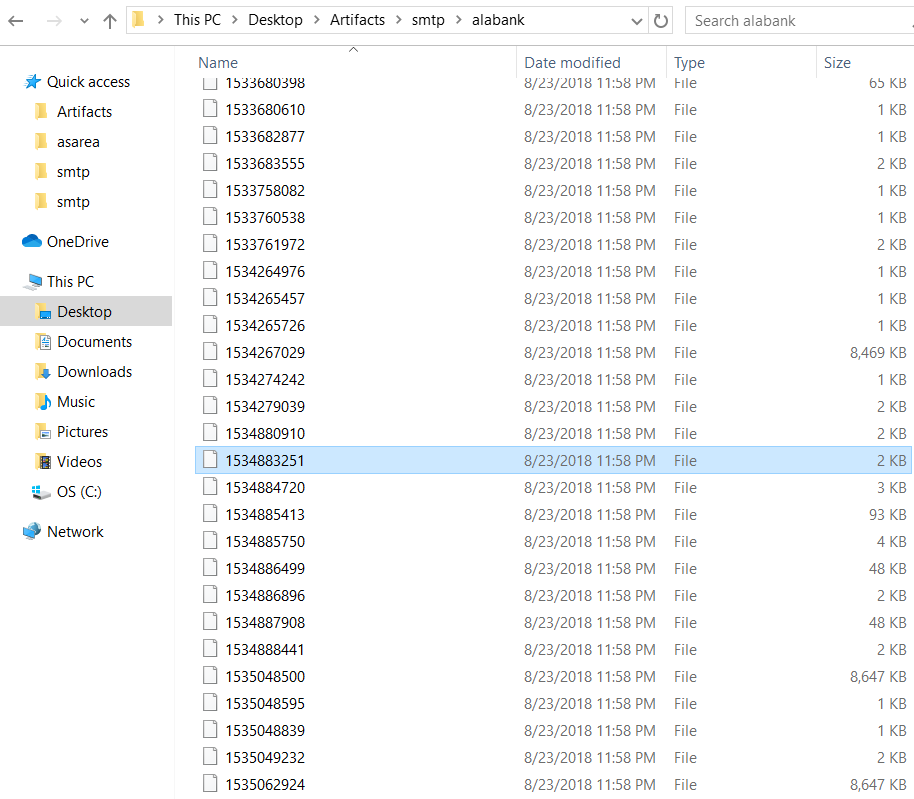 This PC > Desktop > Artifacts > smtp > alabank
Search alabank
Quick access
Artifacts
asarea
smtp
smtp
OneDrive
This PC
Desktop
Documents
Downloads
Music
Pictures
Videos
OS (C:)
Network
Name Date modified Type Size
1533680398 8/23/2018 11:58 PM File 65 KB
1533680610 8/23/2018 11:58 PM File 1 KB
1533682877 8/23/2018 11:58 PM File 1 KB
1533683555 8/23/2018 11:58 PM File 2 KB
1533758082 8/23/2018 11:58 PM File 1 KB
1533760538 8/23/2018 11:58 PM File 1 KB
1533761972 8/23/2018 11:58 PM File 2 KB
1534264976 8/23/2018 11:58 PM File 1 KB
1534265457 8/23/2018 11:58 PM File 1 KB
1534265726 8/23/2018 11:58 PM File 1 KB
1534267029 8/23/2018 11:58 PM File 8,469 KB
1534274242 8/23/2018 11:58 PM File 1 KB
1534279039 8/23/2018 11:58 PM File 2 KB
1534880910 8/23/2018 11:58 PM File 2 KB
1534883251 8/23/2018 11:58 PM File 2 KB
1534884720 8/23/2018 11:58 PM File 3 KB
1534885413 8/23/2018 11:58 PM File 93 KB
1534885750 8/23/2018 11:58 PM File 4 KB
1534886499 8/23/2018 11:58 PM File 48 KB
1534886896 8/23/2018 11:58 PM File 2 KB
1534887908 8/23/2018 11:58 PM File 48 KB
1534888441 8/23/2018 11:58 PM File 2 KB
1535048500 8/23/2018 11:58 PM File 8,647 KB
1535048595 8/23/2018 11:58 PM File 1 KB
1535048839 8/23/2018 11:58 PM File 1 KB
1535049232 8/23/2018 11:58 PM File 2 KB
1535062924 8/23/2018 11:58 PM File 8,647 KB